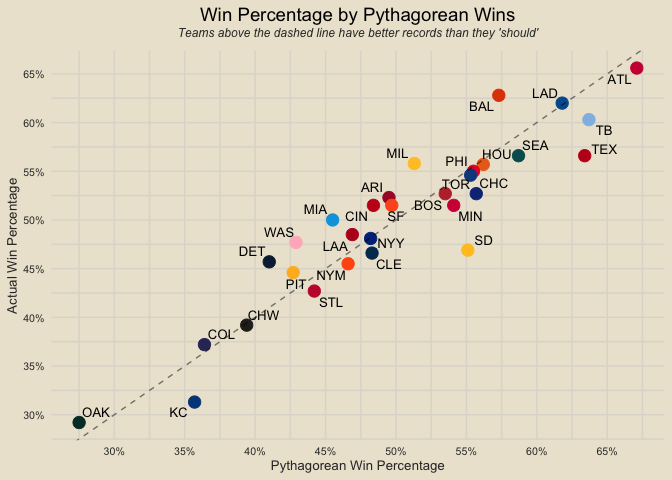 Win Percentage by Pythagorean Wins
Teams above the dashed line have better records than they 'should'
Actual Win Percentage
65%
60%
55%
50%
45%
40%
35%
30%
ATL
LAD
BAL
TB
SEA
TEX
HOU
PHI
MIL
TOR
CHC
ARI
BOS
MIN
MIA
CIN
SF
WAS
LAA
NYY
SD
DET
CLE
NYM
PIT
STL
CHW
COL
OAK
KC
30%
35%
40%
45%
50%
55%
60%
65%
Pythagorean Win Percentage